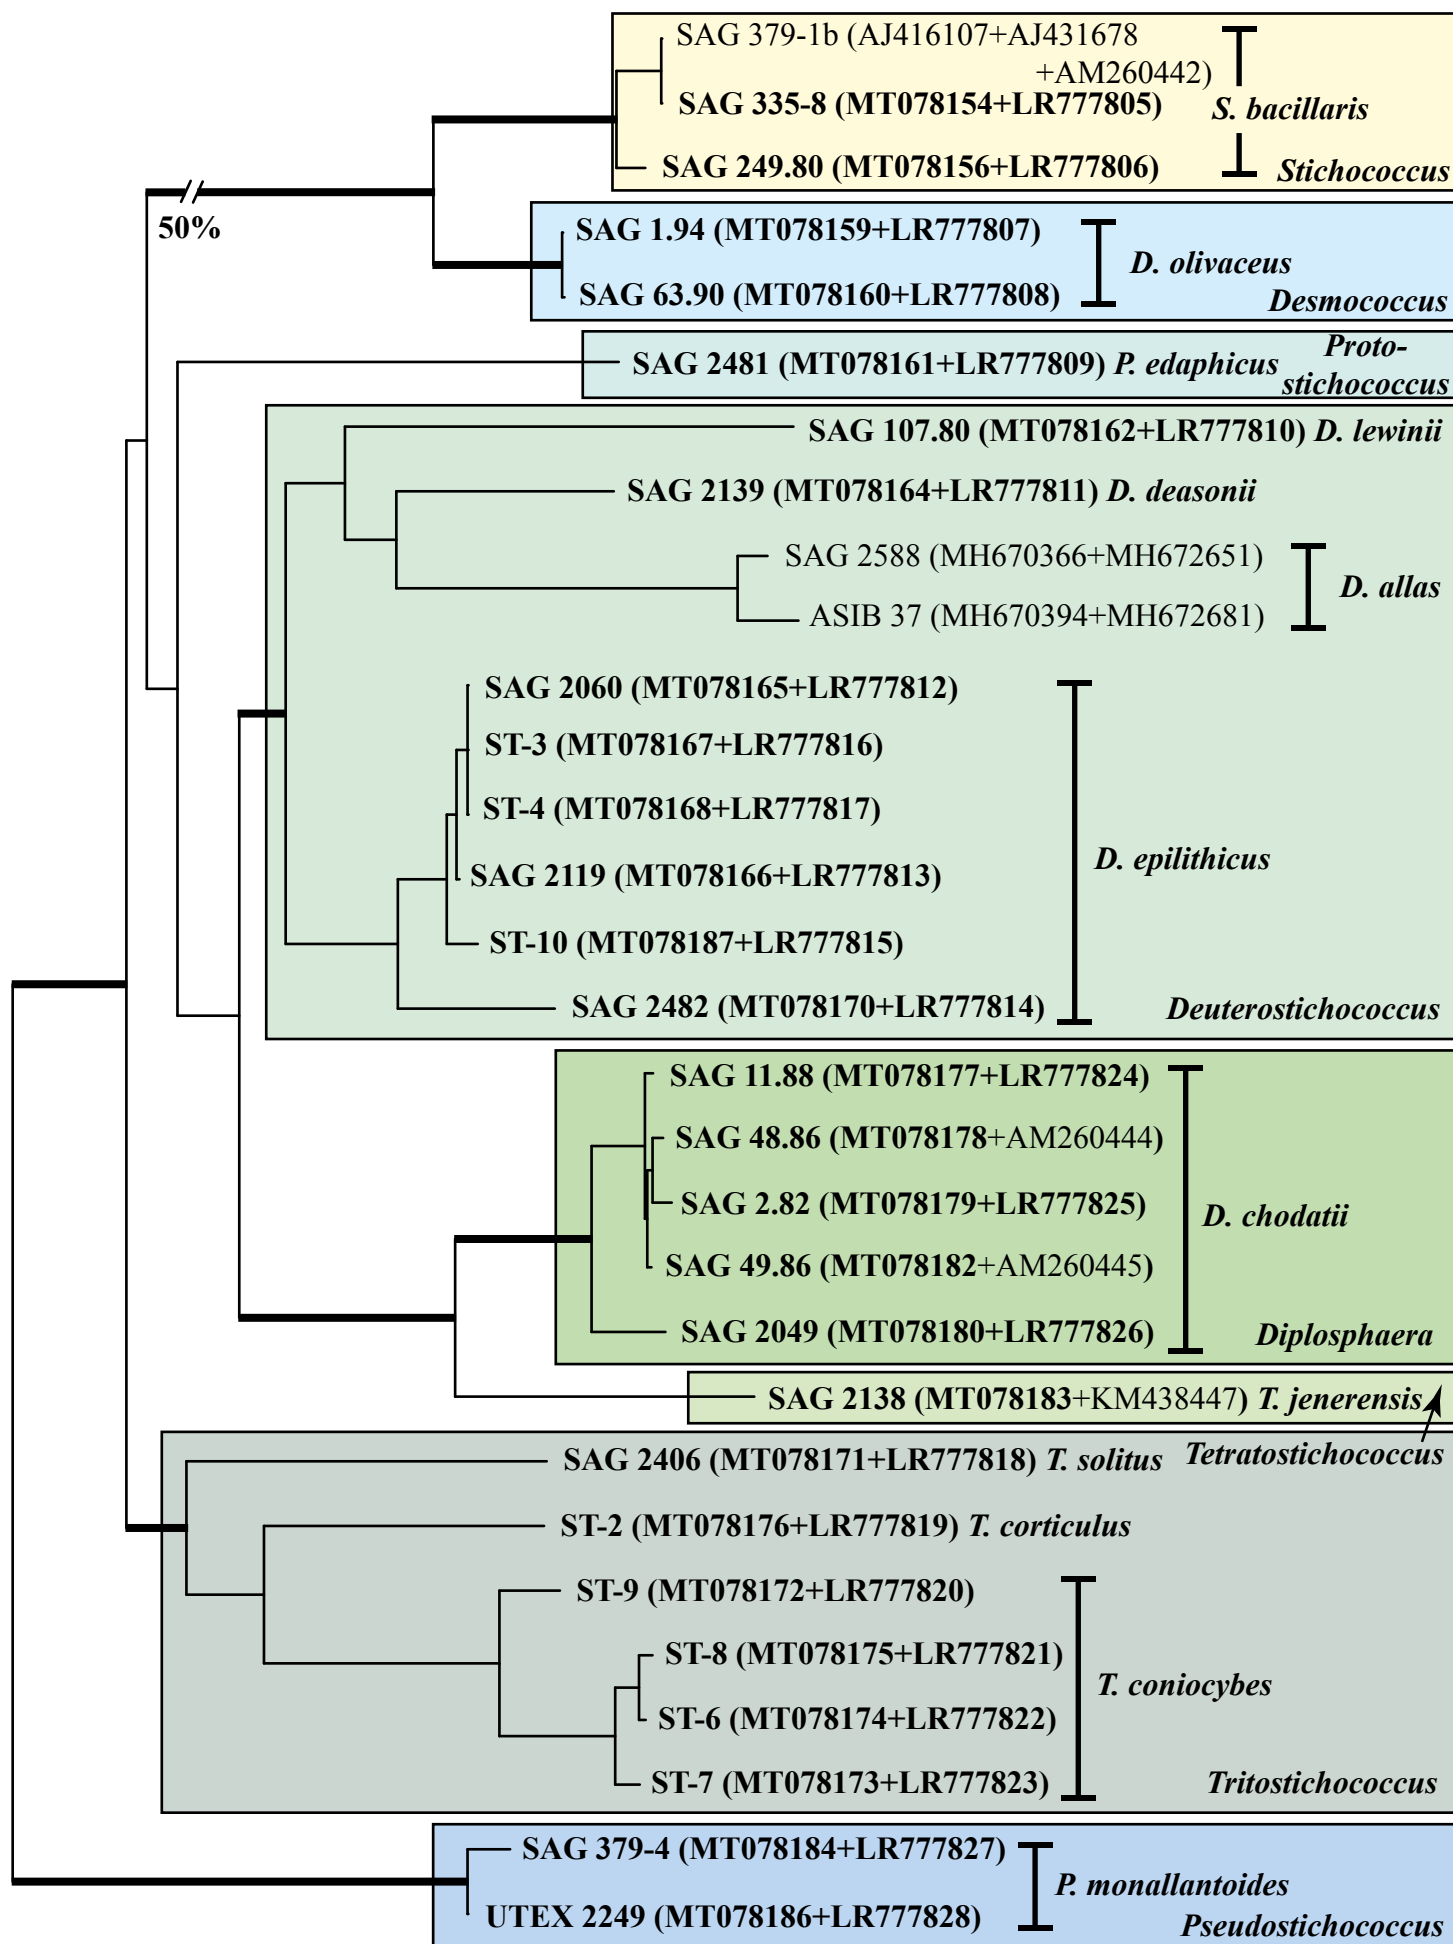 SAG 379-1b (AJ416107+AJ431678
+AM260442)
SAG 335-8 (MT078154+LR777805)
S. bacillaris
SAG 249.80 (MT078156+LR777806)
Stichococcus
50%
SAG 1.94 (MT078159+LR777807)
D. olivaceus
SAG 63.90 (MT078160+LR777808)
Desmococcus
SAG 2481 (MT078161+LR777809) P. edaphicus
Proto-
stichococcus
SAG 107.80 (MT078162+LR777810) D. lewinii
SAG 2139 (MT078164+LR777811) D. deasonii
SAG 2588 (MH670366+MH672651)
D. allas
ASIB 37 (MH670394+MH672681)
SAG 2060 (MT078165+LR777812)
ST-3 (MT078167+LR777816)
ST-4 (MT078168+LR777817)
D. epilithicus
SAG 2119 (MT078166+LR777813)
ST-10 (MT078187+LR777815)
SAG 2482 (MT078170+LR777814)
Deuterostichococcus
SAG 11.88 (MT078177+LR777824)
SAG 48.86 (MT078178+AM260444)
SAG 2.82 (MT078179+LR777825)
D. chodatii
SAG 49.86 (MT078182+AM260445)
SAG 2049 (MT078180+LR777826)
Diplosphaera
SAG 2138 (MT078183+KM438447) T. jenerensis
Tetratostichococcus
SAG 2406 (MT078171+LR777818) T. solitus
ST-2 (MT078176+LR777819) T. corticulus
ST-9 (MT078172+LR777820)
ST-8 (MT078175+LR777821)
T. coniocybes
ST-6 (MT078174+LR777822)
ST-7 (MT078173+LR777823)
Tritostichococcus
SAG 379-4 (MT078184+LR777827)
P. monallantoides
UTEX 2249 (MT078186+LR777828)
Pseudostichococcus